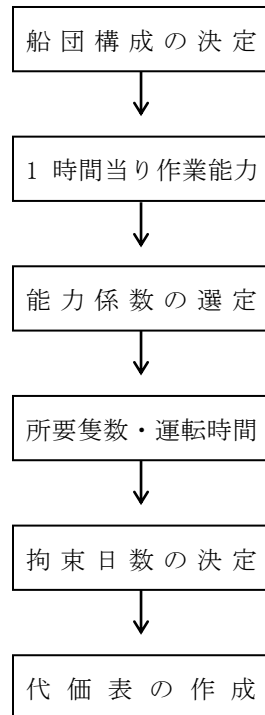 船団構成の決定
1 時間当り作業能力
能力係数の選定
所要隻数・運転時間
拘束日数の決定
代価表の作成